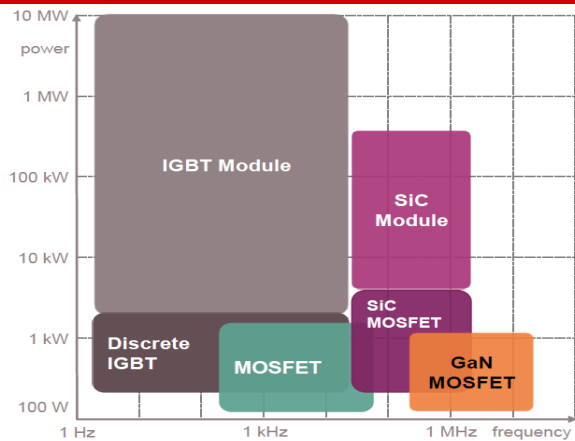 10 MW
power
1 MW
IGBT Module
100 kW
SiC
Module
10 kW
SiC
MOSFET
1 kW
Discrete
IGBT
MOSFET
GaN
MOSFET
100 W
1 Hz
1 kHz
1 MHz
frequency